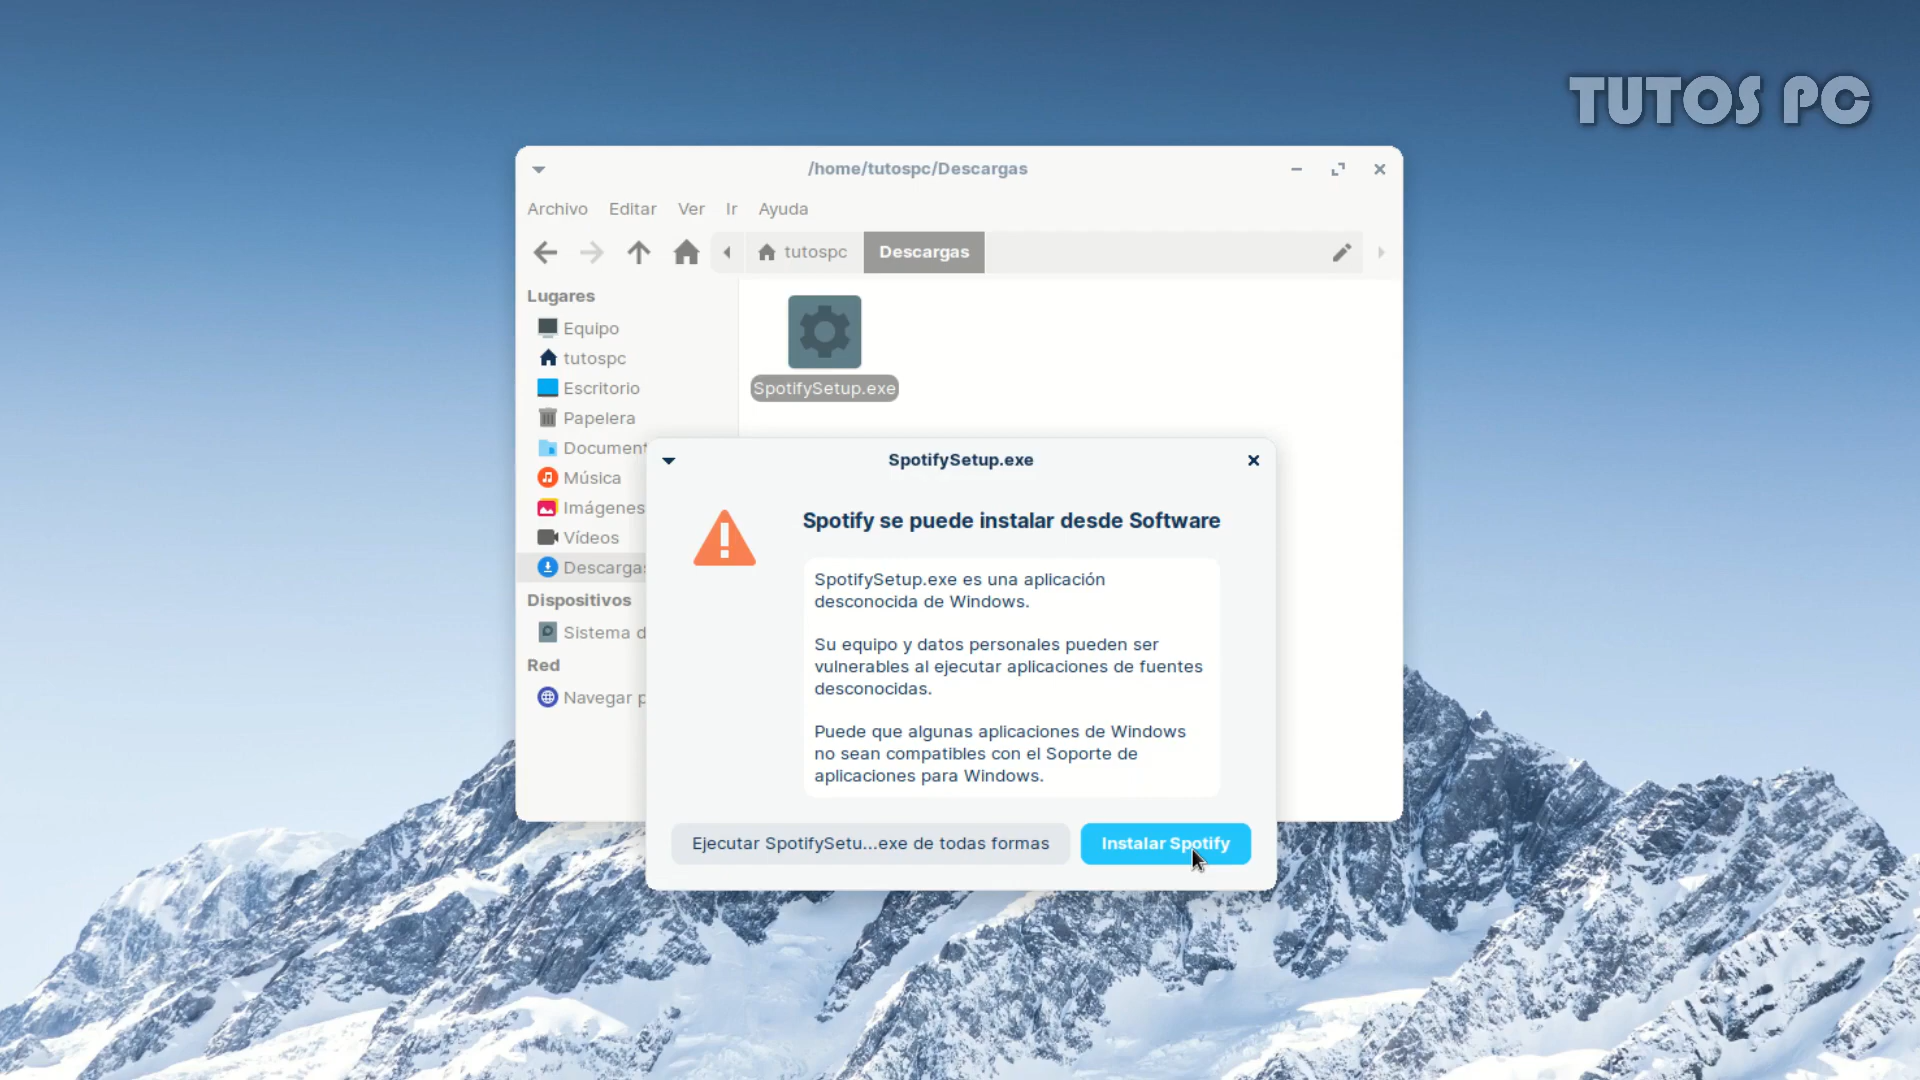 TUTOS PC
/home/tutospc/Descargas
Archivo Editar Ver Ir Ayuda
tutospc Descargas
Lugares
Equipo
tutospc
Escritorio
Papelera
Document
Música
Imágenes
Vídeos
Descargas
Dispositivos
Sistema d
Red
Navegar p
SpotifySetup.exe
SpotifySetup.exe
Spotify se puede instalar desde Software
SpotifySetup.exe es una aplicación
desconocida de Windows.
Su equipo y datos personales pueden ser
vulnerables al ejecutar aplicaciones de fuentes
desconocidas.
Puede que algunas aplicaciones de Windows
no sean compatibles con el Soporte de
aplicaciones para Windows.
Ejecutar SpotifySetu...exe de todas formas
Instalar Spotify